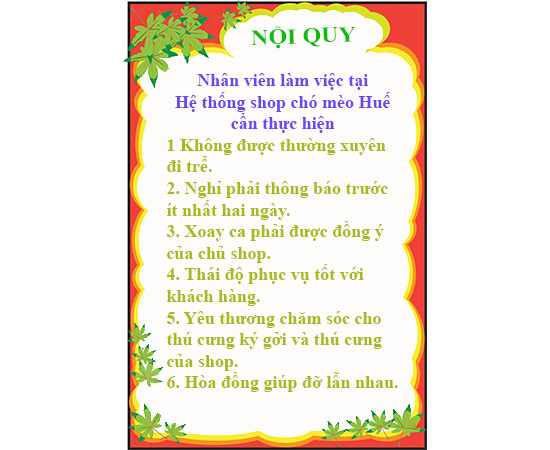 NỘI QUY
Nhân viên làm việc tại
Hệ thống shop chó mèo Huế
cần thực hiện
1 Không được thường xuyên
đi trể.
2. Nghỉ phải thông báo trước
ít nhất hai ngày.
3. Xoay ca phải được đồng ý
của chủ shop.
4. Thái độ phục vụ tốt với
khách hàng.
5. Yêu thương chăm sóc cho
thú cưng ký gởi và thú cưng
của shop.
6. Hòa đồng giúp đỡ lẫn nhau.